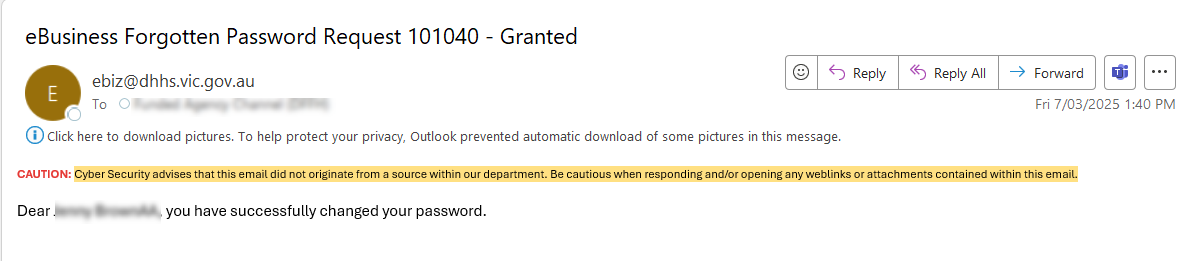 eBusiness Forgotten Password Request 101040 - Granted
E
ebiz@dhhs.vic.gov.au
Reply
Reply All
Forward
To
Fri 7/03/2025 1:40 PM
Click here to download pictures. To help protect your privacy, Outlook prevented automatic download of some pictures in this message.
CAUTION: Cyber Security advises that this email did not originate from a source within our department. Be cautious when responding and/or opening any weblinks or attachments contained within this email.
Dear , you have successfully changed your password.